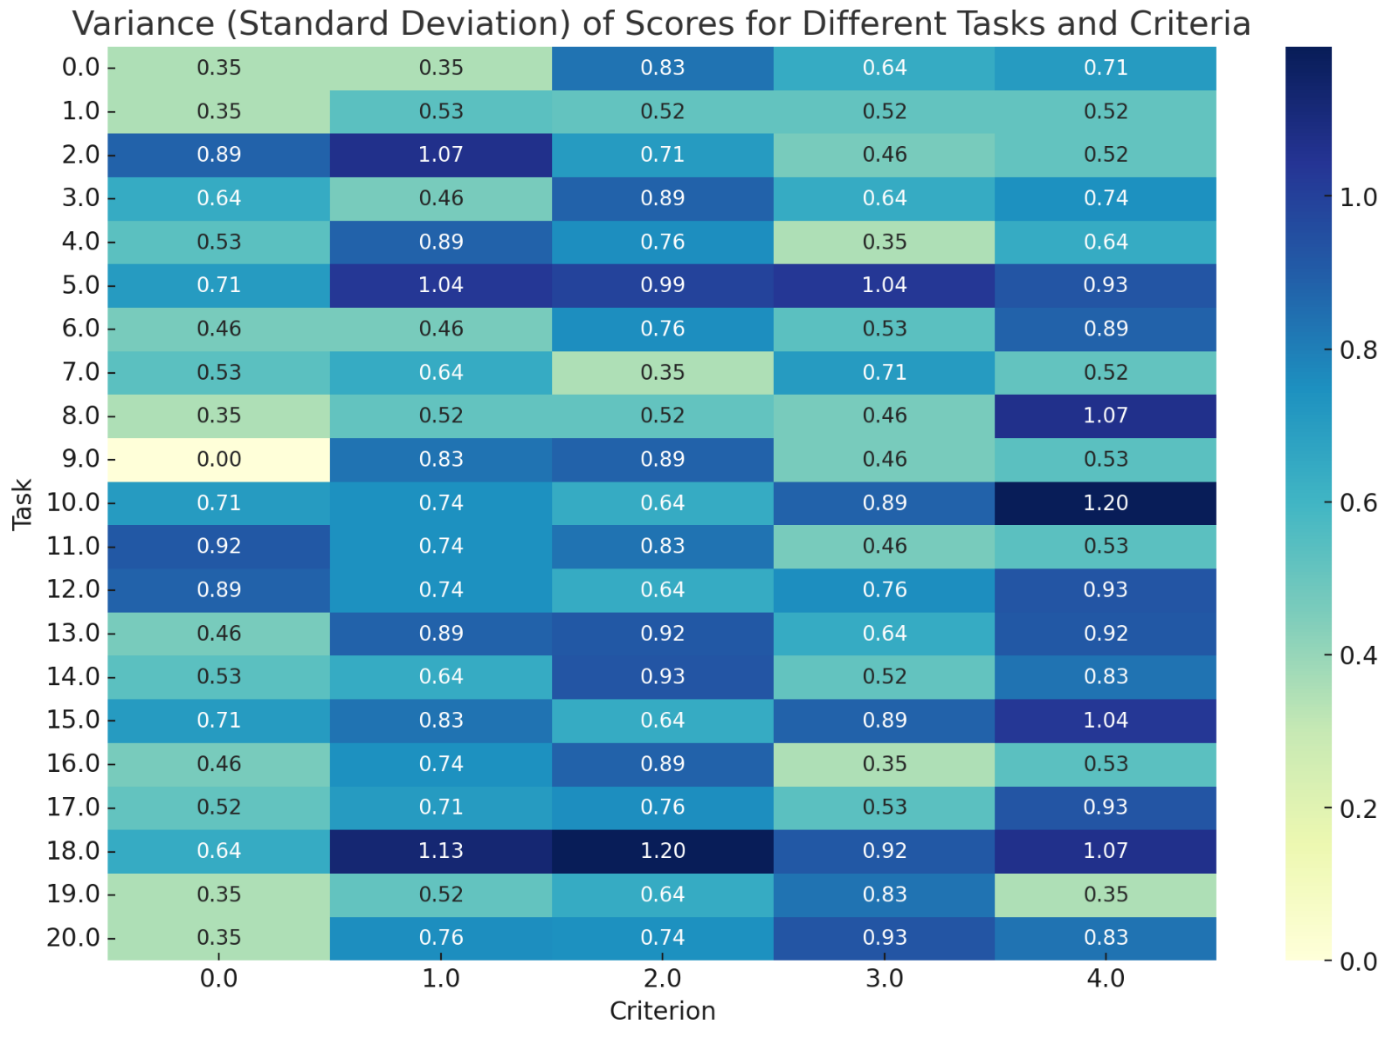 Variance (Standard Deviation) of Scores for Different Tasks and Criteria
0.0 0.35 0.35 0.83 0.64 0.71
1.0 0.35 0.53 0.52 0.52 0.52
2.0 0.89 1.07 0.71 0.46 0.52
3.0 0.64 0.46 0.89 0.64 0.74
4.0 0.53 0.89 0.76 0.35 0.64
5.0 0.71 1.04 0.99 1.04 0.93
6.0 0.46 0.46 0.76 0.53 0.89
7.0 0.53 0.64 0.35 0.71 0.52
8.0 0.35 0.52 0.52 0.46 1.07
9.0 0.00 0.83 0.89 0.46 0.53
10.0 0.71 0.74 0.64 0.89 1.20
11.0 0.92 0.74 0.83 0.46 0.53
12.0 0.89 0.74 0.64 0.76 0.93
13.0 0.46 0.89 0.92 0.64 0.92
14.0 0.53 0.64 0.93 0.52 0.83
15.0 0.71 0.83 0.64 0.89 1.04
16.0 0.46 0.74 0.89 0.35 0.53
17.0 0.52 0.71 0.76 0.53 0.93
18.0 0.64 1.13 1.20 0.92 1.07
19.0 0.35 0.52 0.64 0.83 0.35
20.0 0.35 0.76 0.74 0.93 0.83
0.0 1.0 2.0 3.0 4.0
Criterion
Task
1.0
0.8
0.6
0.4
0.2
0.0